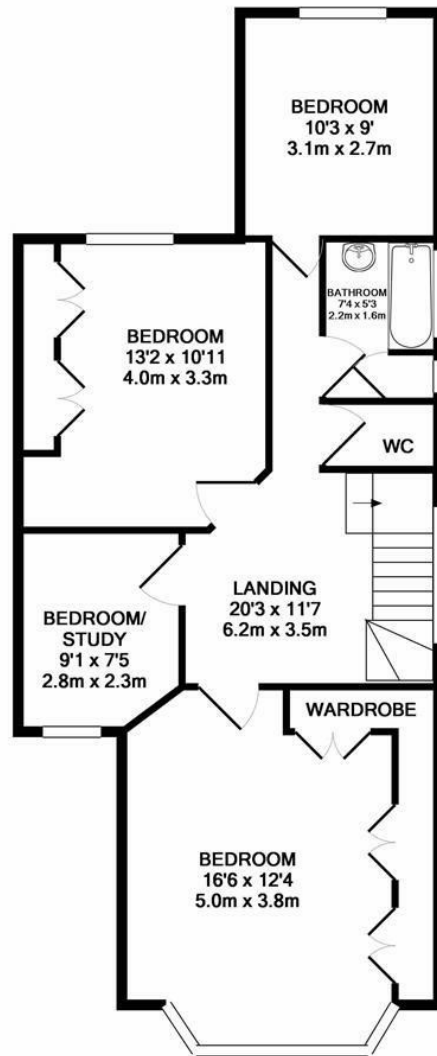 BEDROOM
10'3 x 9'
3.1m x 2.7m
BATHROOM
7'4 x 5'3
2.2m x 1.6m
BEDROOM
13'2 x 10'11
4.0m x 3.3m
WC
LANDING
20'3 x 11'7
6.2m x 3.5m
BEDROOM/
STUDY
9'1 x 7'5
2.8m x 2.3m
WARDROBE
BEDROOM
16'6 x 12'4
5.0m x 3.8m